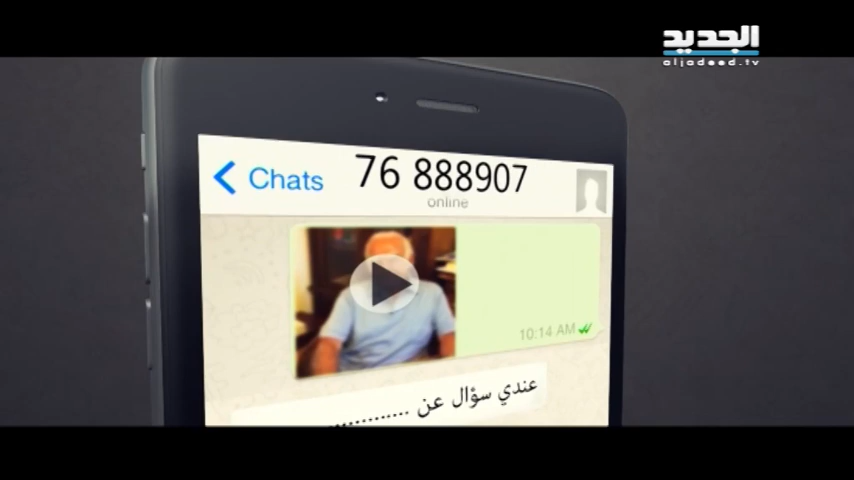 الجديد
aljadeed.tv
Chats
76 888907
online
10:14 AM
عندي سؤال عن ..............